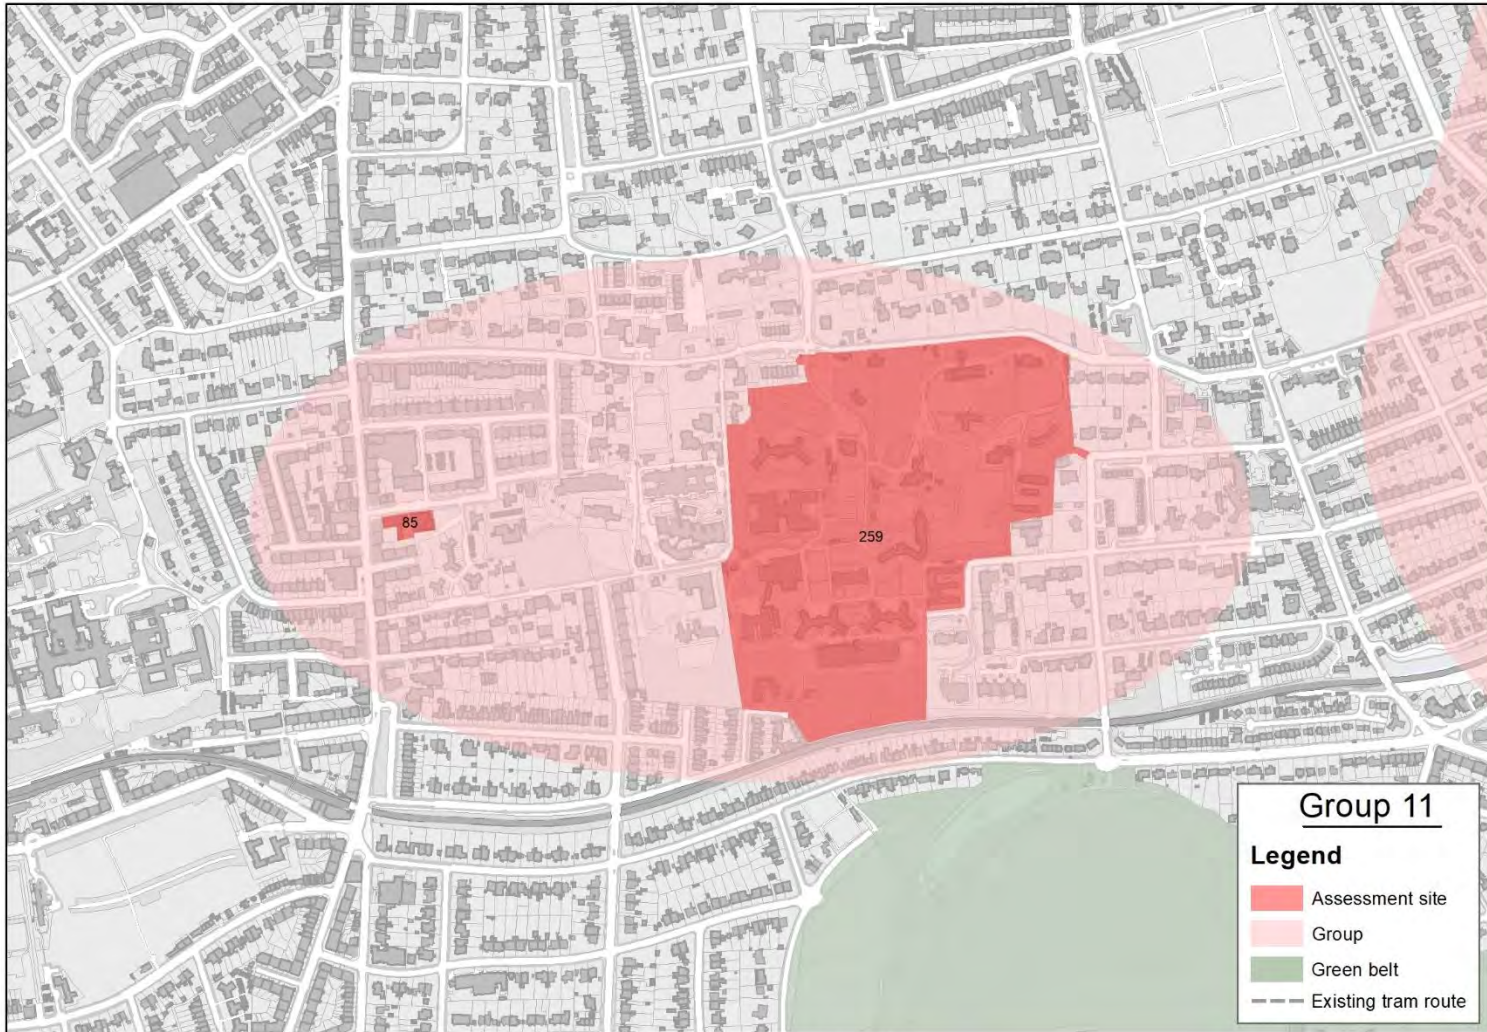 85
259
Group 11
Legend
Assessment site
Group
Green belt
Existing tram route